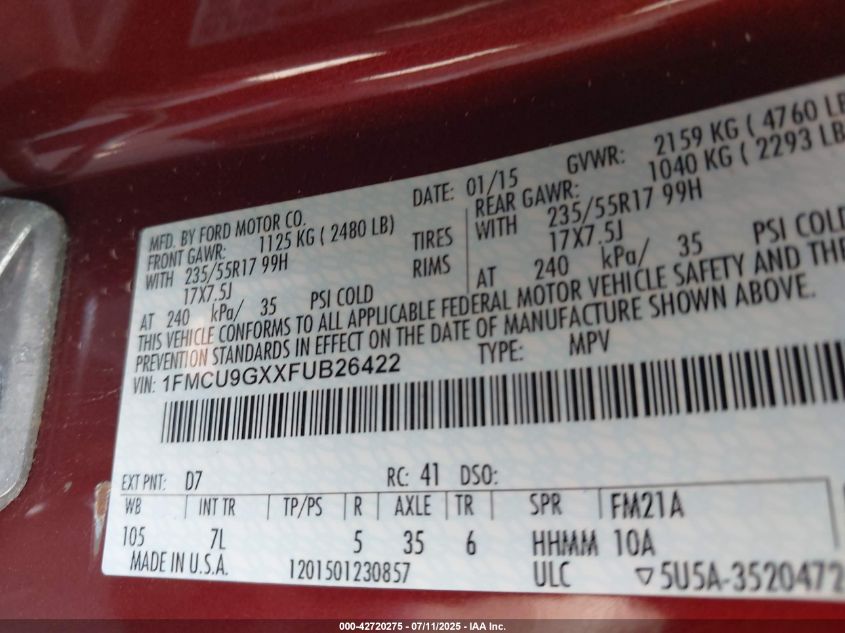 MFD. BY FORD MOTOR CO.
DATE: 01/15
GVWR: 2159 KG ( 4760 LB
FRONT GAWR: 1125 KG ( 2480 LB)
REAR GAWR: 1040 KG ( 2293 LB
WITH 235/55R17 99H TIRES
WITH 235/55R17 99H
17X7.5J RIMS
17X7.5J
AT 240 kPa/ 35 PSI COLD
AT 240 kPa/ 35 PSI COLD
THIS VEHICLE CONFORMS TO ALL APPLICABLE FEDERAL MOTOR VEHICLE SAFETY AND THE
PREVENTION STANDARDS IN EFFECT ON THE DATE OF MANUFACTURE SHOWN ABOVE.
VIN: 1FMCU9GXXFUB26422 TYPE: MPV
EXT PNT: D7 RC: 41 DSO:
WB INT TR TP/PS R AXLE TR SPR FM21A
105 7L 5 35 6 HHMM 10A
MADE IN U.S.A. 1201501230857 ULC ▽5U5A-3520472
000-42720275 - 07/11/2025 - IAA Inc.